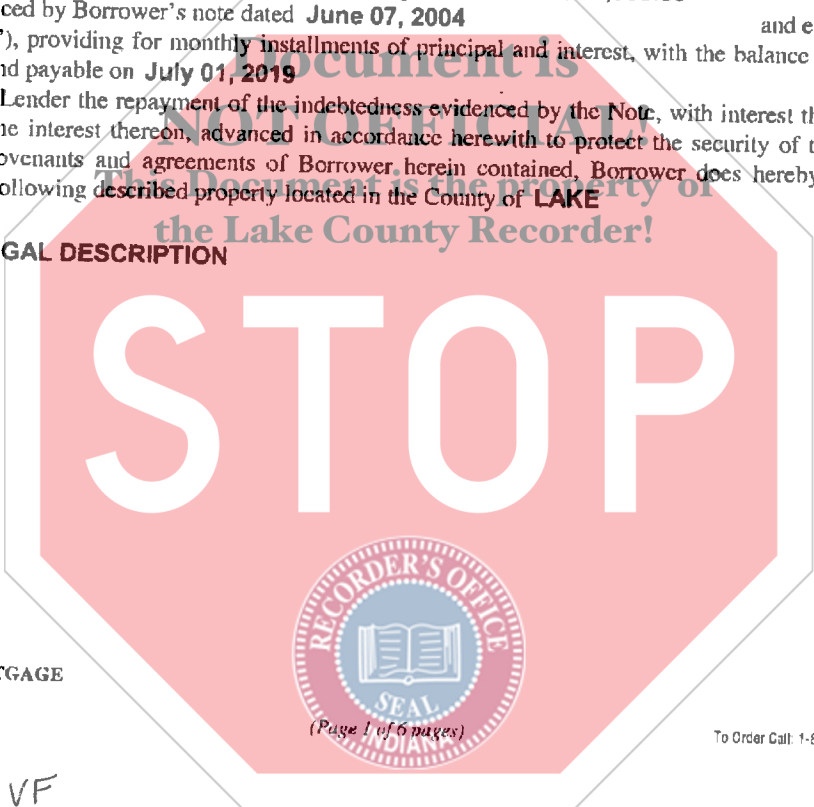 ced by Borrower's note dated June 07, 2004 and e
'), providing for monthly installments of principal and interest, with the balance
nd payable on July 01, 2019
Document is
Lender the repayment of the indebtedness evidenced by the Note, with interest th
NOT OFFICIAL!
ne interest thereon, advanced in accordance herewith to protect the security of t
ovenants and agreements of Borrower herein contained, Borrower does hereby
This Document is the property of
ollowing described property located in the County of LAKE
the Lake County Recorder!
GAL DESCRIPTION
STOP
RECORDER'S OFFICE
SEAL
INDIANA
TGAGE
(Page 1 of 6 pages)
To Order Call: 1-8
VF